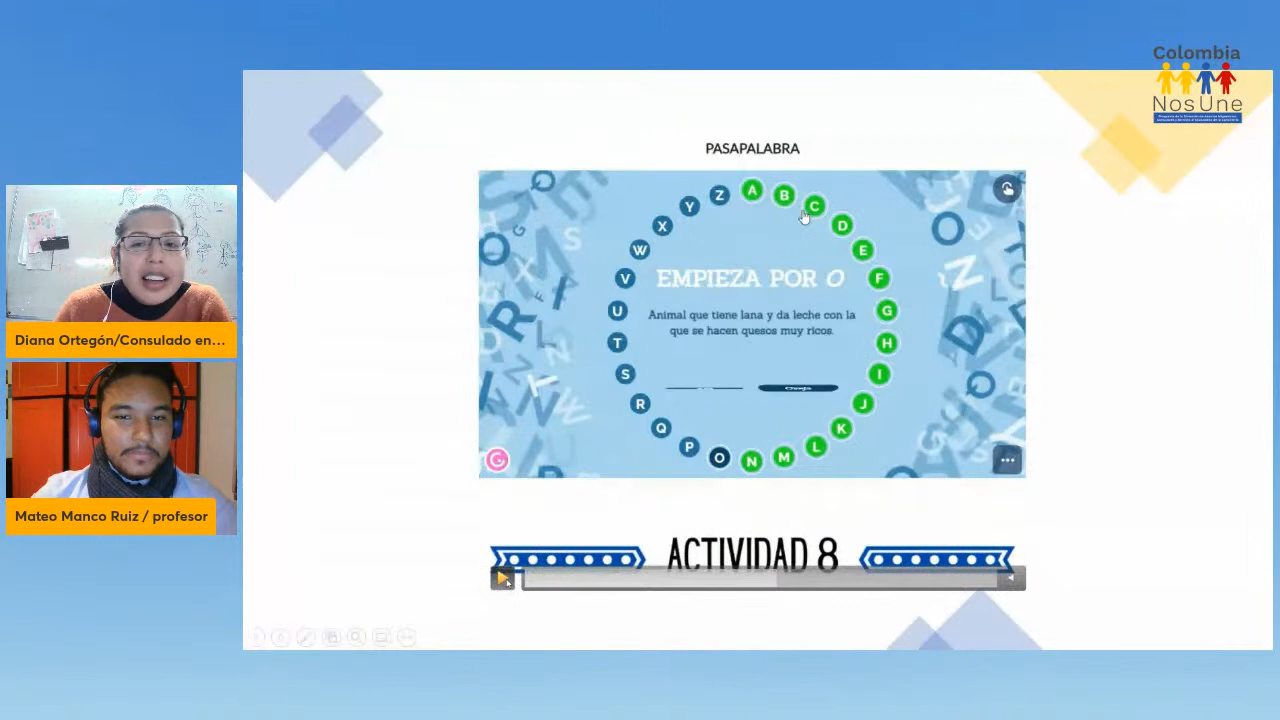 Colombia
NosUne
PASAPALABRA
A
B
C
D
E
F
G
H
I
J
K
L
M
N
O
P
Q
R
S
T
U
V
W
X
Y
Z
EMPIEZA POR O
Animal que tiene lana y da leche con la
que se hacen quesos muy ricos.
Diana Ortegón/Consulado en...
Mateo Manco Ruiz / profesor
ACTIVIDAD 8